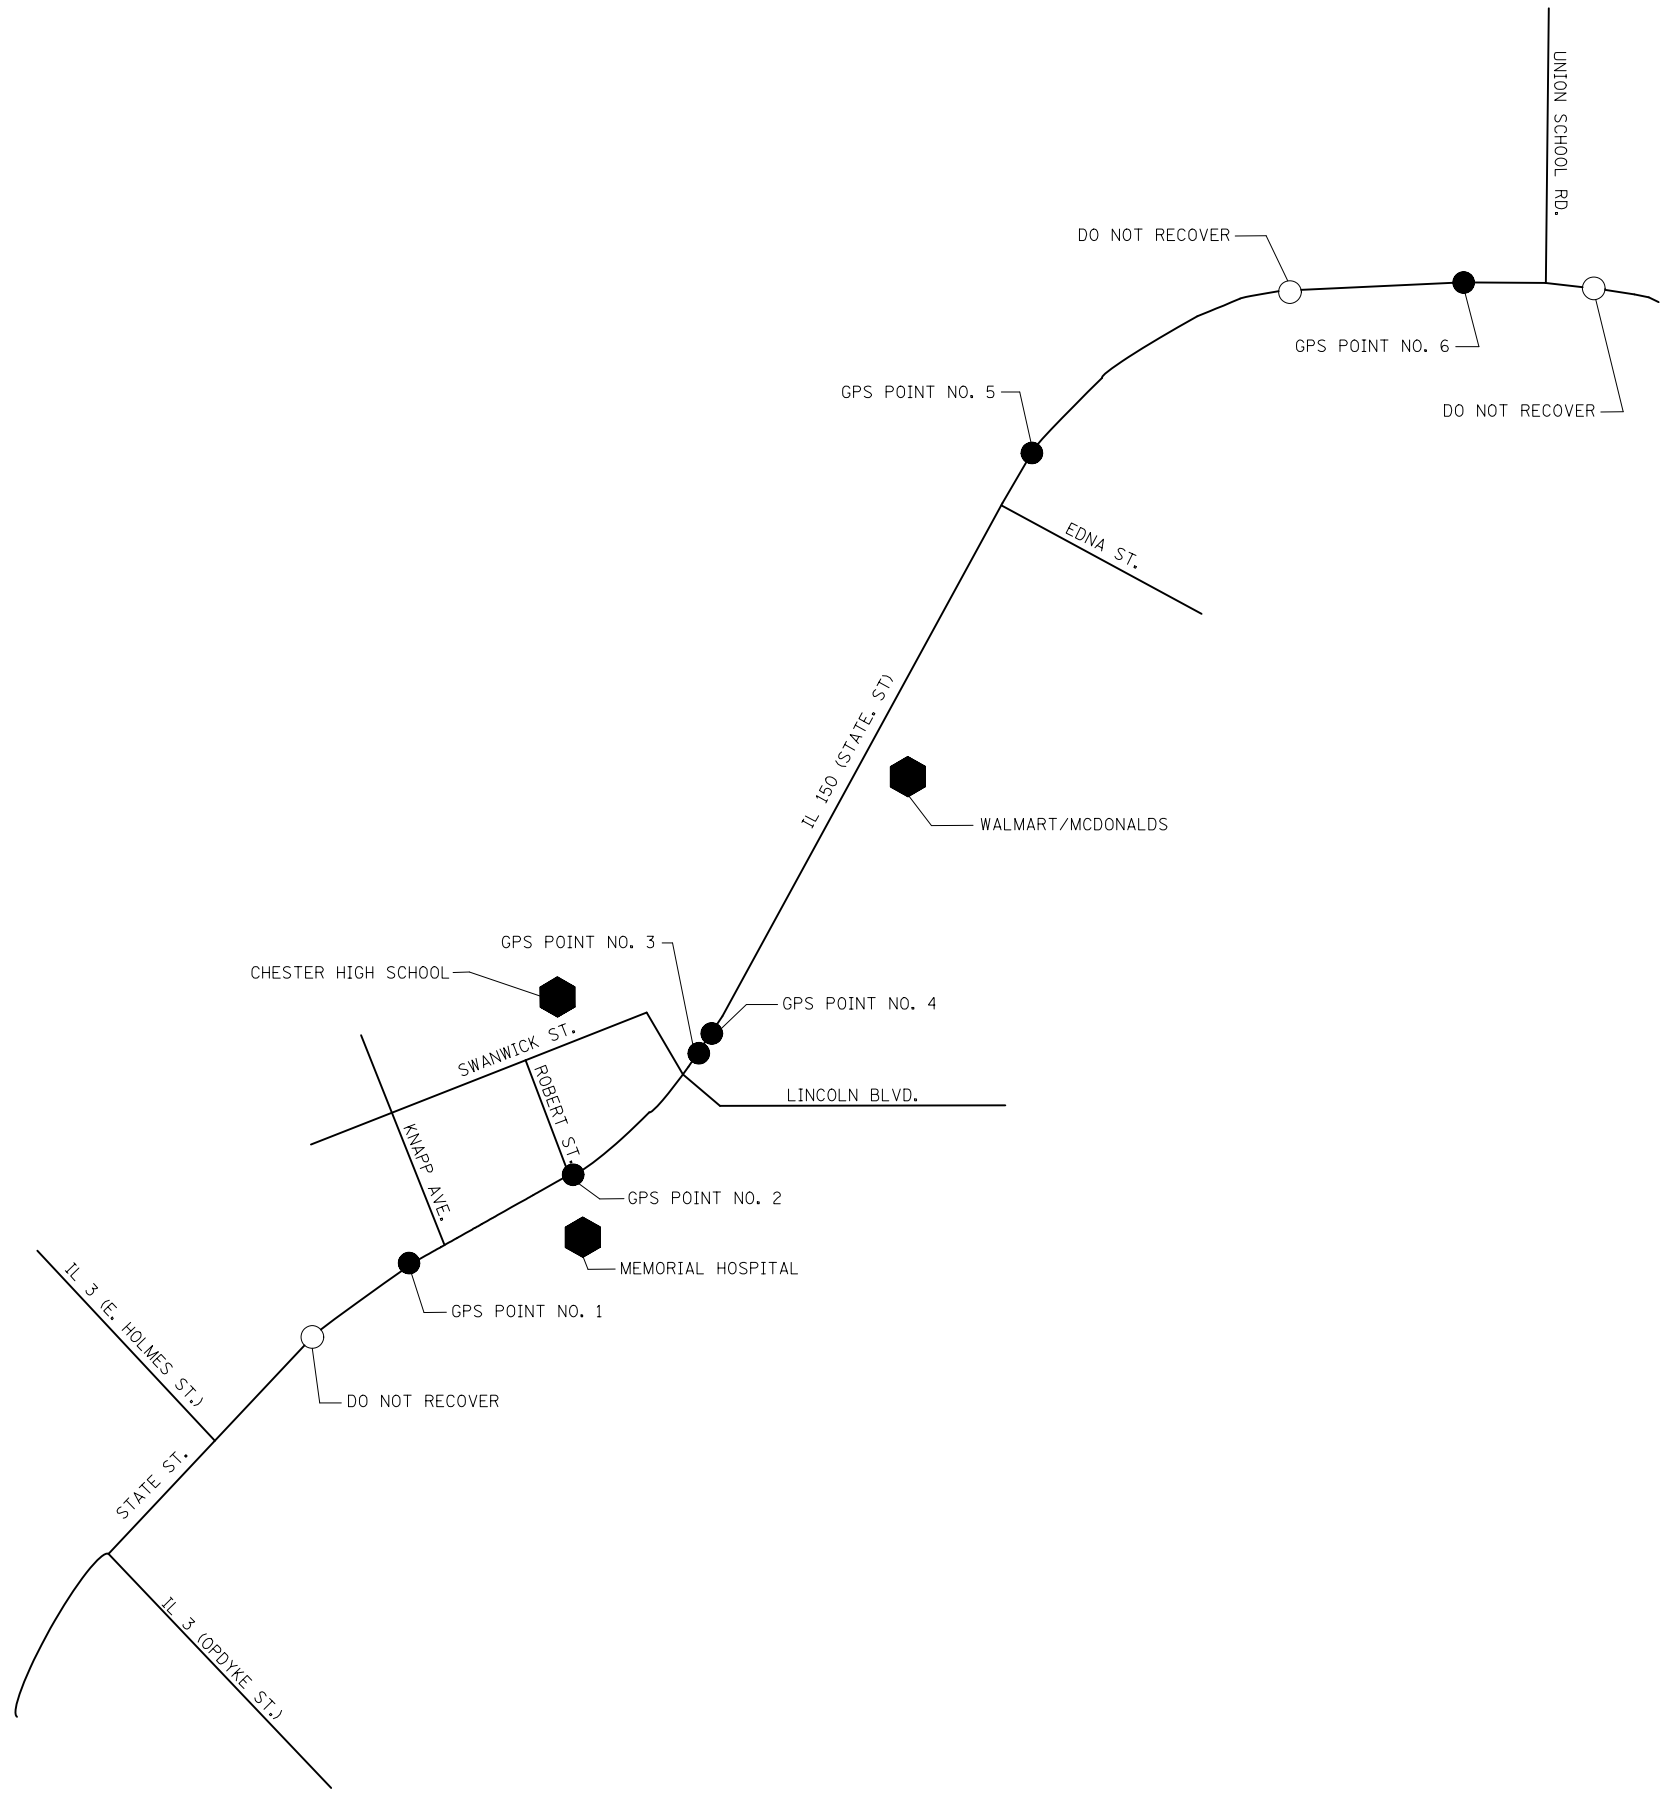 UNION SCHOOL RD.
DO NOT RECOVER
GPS POINT NO. 6
GPS POINT NO. 5
DO NOT RECOVER
EDNA ST.
IL 150 (STATE. ST)
WALMART/MCDONALDS
GPS POINT NO. 3
CHESTER HIGH SCHOOL
GPS POINT NO. 4
SWANWICK ST.
ROBERT ST.
LINCOLN BLVD.
KNAPP AVE.
GPS POINT NO. 2
MEMORIAL HOSPITAL
GPS POINT NO. 1
IL 3 (E. HOLMES ST.)
DO NOT RECOVER
STATE ST.
IL 3 (OPDYKE ST.)